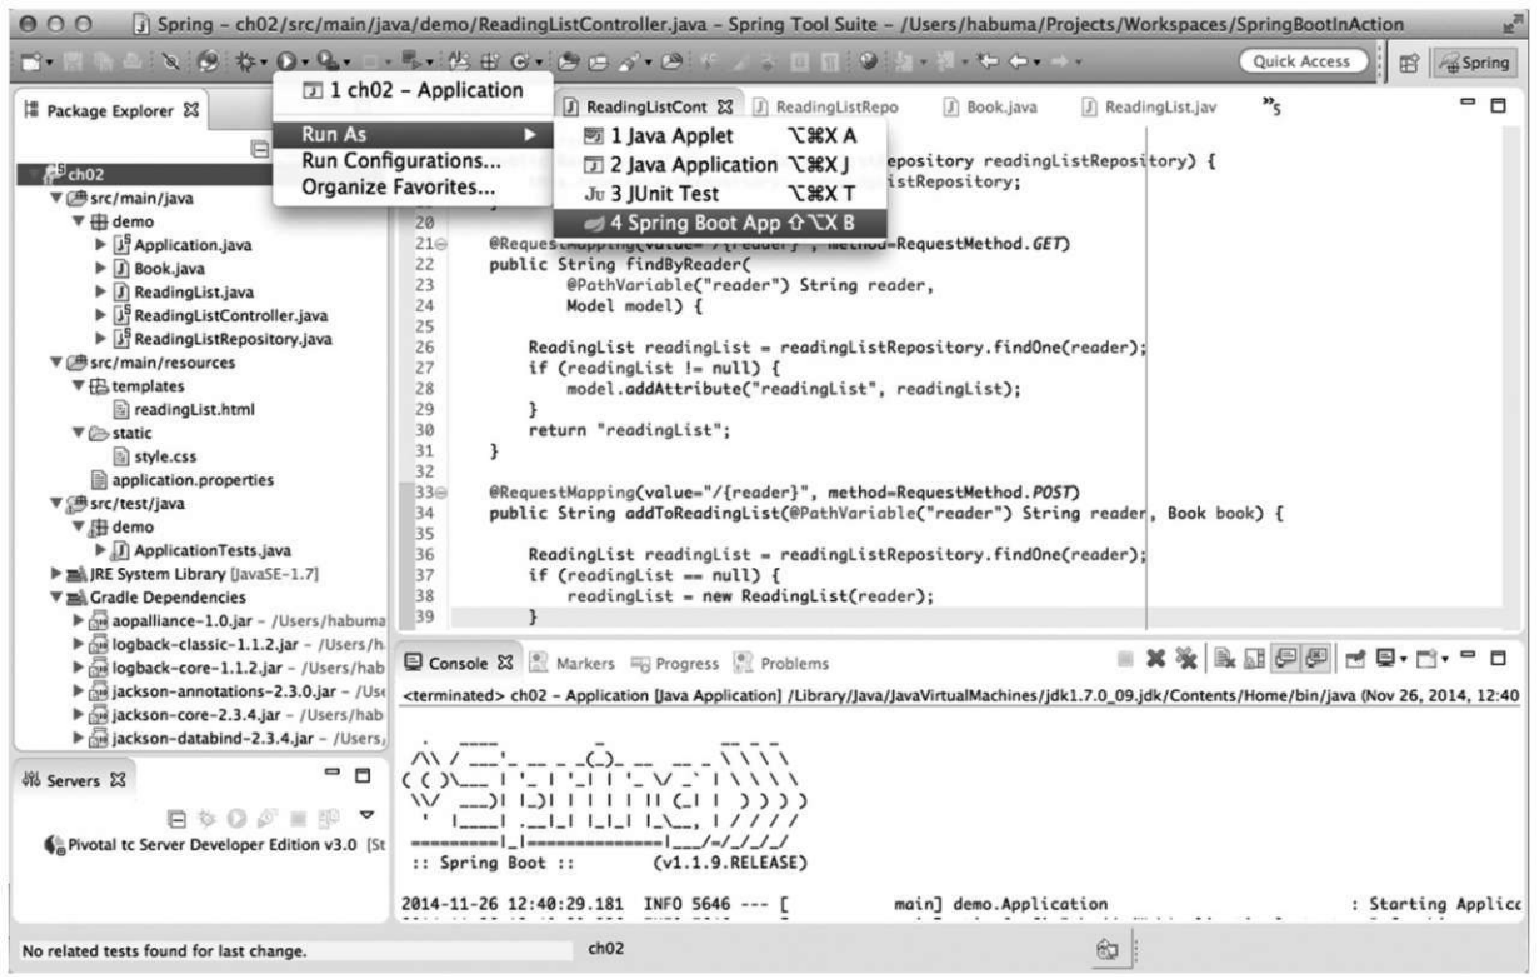 Spring – ch02/src/main/java/demo/ReadingListController.java – Spring Tool Suite – /Users/habuma/Projects/Workspaces/SpringBootInAction
Quick Access
Spring
1 ch02 – Application
Run As
Run Configurations...
Organize Favorites...
1 Java Applet ⌥⌘X A
2 Java Application ⌥⌘X J
3 JUnit Test ⌥⌘X T
4 Spring Boot App ⇧⌥X B
Package Explorer
ch02
src/main/java
demo
Application.java
Book.java
ReadingList.java
ReadingListController.java
ReadingListRepository.java
src/main/resources
templates
readingList.html
static
style.css
application.properties
src/test/java
demo
ApplicationTests.java
JRE System Library [JavaSE-1.7]
Gradle Dependencies
aopalliance-1.0.jar – /Users/habuma
logback-classic-1.1.2.jar – /Users/h
logback-core-1.1.2.jar – /Users/hab
jackson-annotations-2.3.0.jar – /Use
jackson-core-2.3.4.jar – /Users/hab
jackson-databind-2.3.4.jar – /Users,
Servers
Pivotal tc Server Developer Edition v3.0 [St
ReadingListCont ReadingListRepo Book.java ReadingList.jav »5
epository readingListRepository) {
istRepository;
20
21 @RequestMapping(value="/{reader}", method=RequestMethod.GET)
22 public String findByReader(
23 @PathVariable("reader") String reader,
24 Model model) {
25
26 ReadingList readingList = readingListRepository.findOne(reader);
27 if (readingList != null) {
28 model.addAttribute("readingList", readingList);
29 }
30 return "readingList";
31 }
32
33 @RequestMapping(value="/{reader}", method=RequestMethod.POST)
34 public String addToReadingList(@PathVariable("reader") String reader, Book book) {
35
36 ReadingList readingList = readingListRepository.findOne(reader);
37 if (readingList == null) {
38 readingList = new ReadingList(reader);
39 }
Console Markers Progress Problems
<terminated> ch02 – Application [Java Application] /Library/Java/JavaVirtualMachines/jdk1.7.0_09.jdk/Contents/Home/bin/java (Nov 26, 2014, 12:40
Spring
:: Spring Boot :: (v1.1.9.RELEASE)
2014-11-26 12:40:29.181 INFO 5646 --- [ main] demo.Application : Starting Applic
No related tests found for last change.
ch02